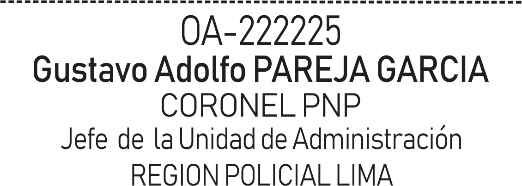 OA-222225
Gustavo Adolfo PAREJA GARCIA
CORONEL PNP
Jefe de la Unidad de Administración
REGION POLICIAL LIMA